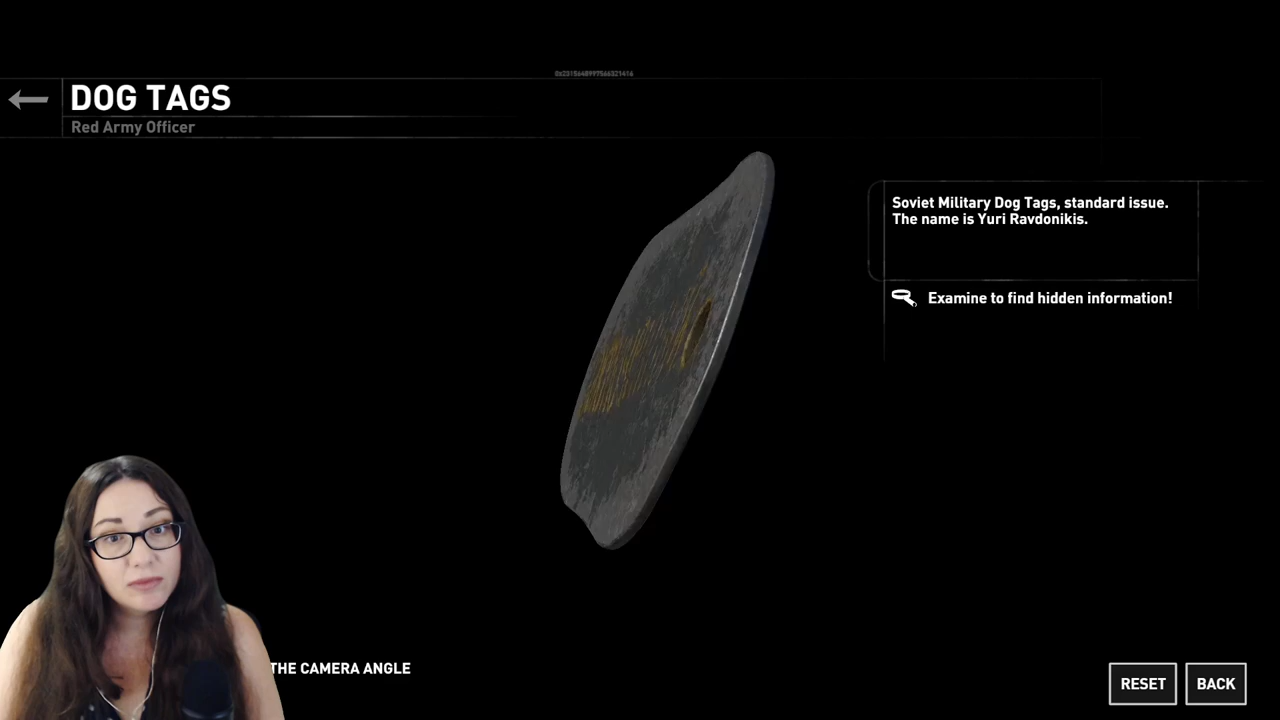 DOG TAGS
Red Army Officer
Soviet Military Dog Tags, standard issue.
The name is Yuri Ravdonikis.
Examine to find hidden information!
THE CAMERA ANGLE
RESET
BACK